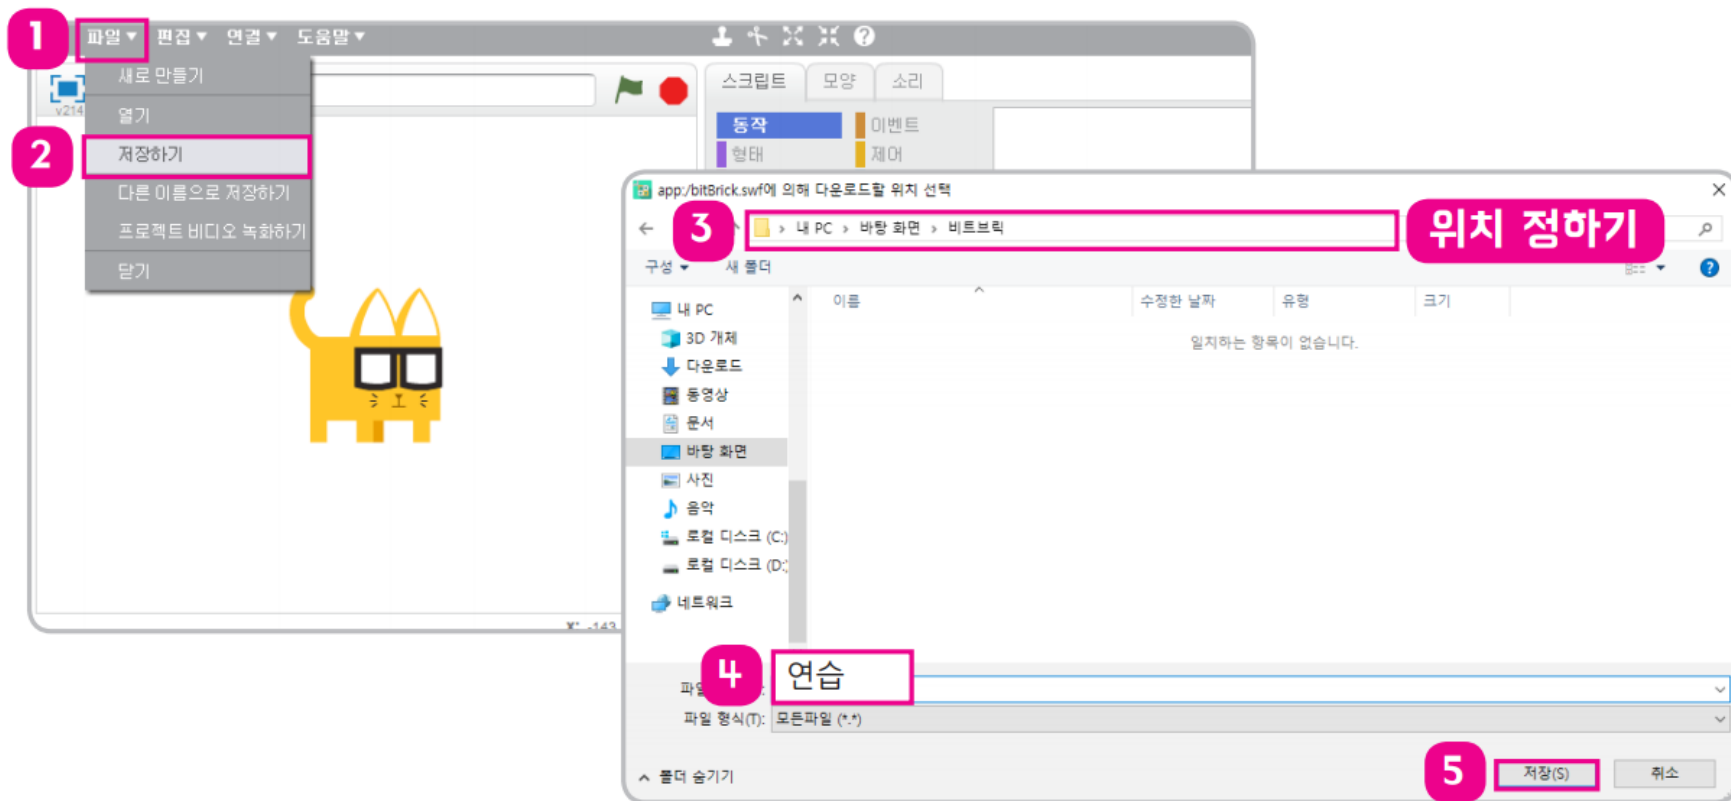 1
파일▼ 편집▼ 연결▼ 도움말▼
새로 만들기
v214
열기
2
저장하기
다른 이름으로 저장하기
프로젝트 비디오 녹화하기
닫기
스크립트 모양 소리
동작 이벤트
형태 제어
X: -143
app:/bitBrick.swf에 의해 다운로드할 위치 선택
3
> 내 PC > 바탕 화면 > 비트브릭
위치 정하기
구성 ▼ 새 폴더
이름 수정한 날짜 유형 크기
일치하는 항목이 없습니다.
내 PC
3D 개체
다운로드
동영상
문서
바탕 화면
사진
음악
로컬 디스크 (C:)
로컬 디스크 (D:)
네트워크
4
연습
파일 형식(T): 모든파일 (*.*)
폴더 숨기기
5
저장(S) 취소